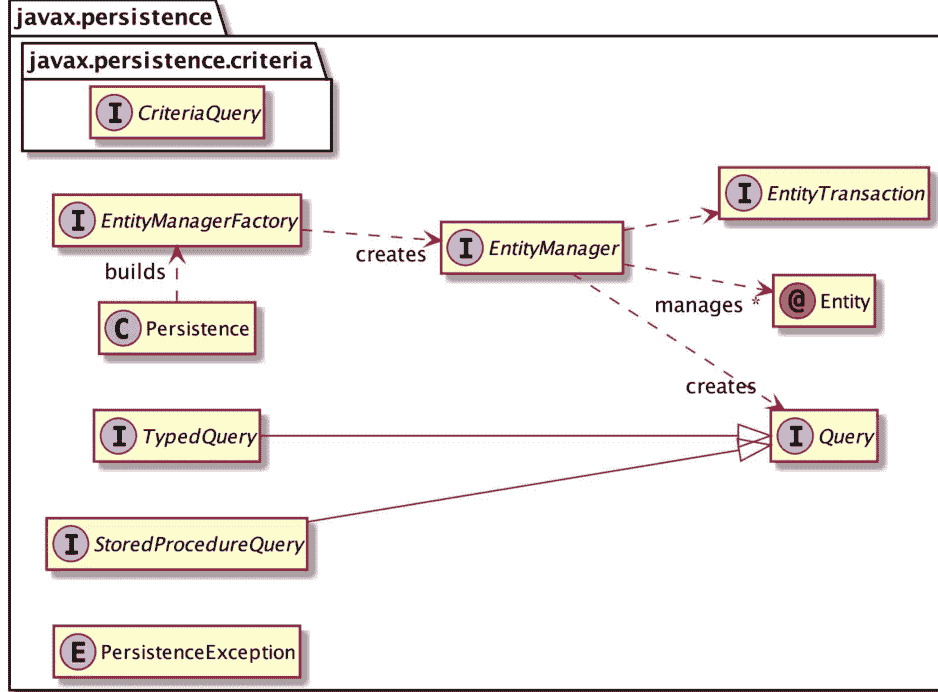 javax.persistence
javax.persistence.criteria
I CriteriaQuery
I EntityManagerFactory
creates
I EntityManager
I EntityTransaction
builds
manages *
@ Entity
C Persistence
creates
I TypedQuery
I Query
I StoredProcedureQuery
E PersistenceException